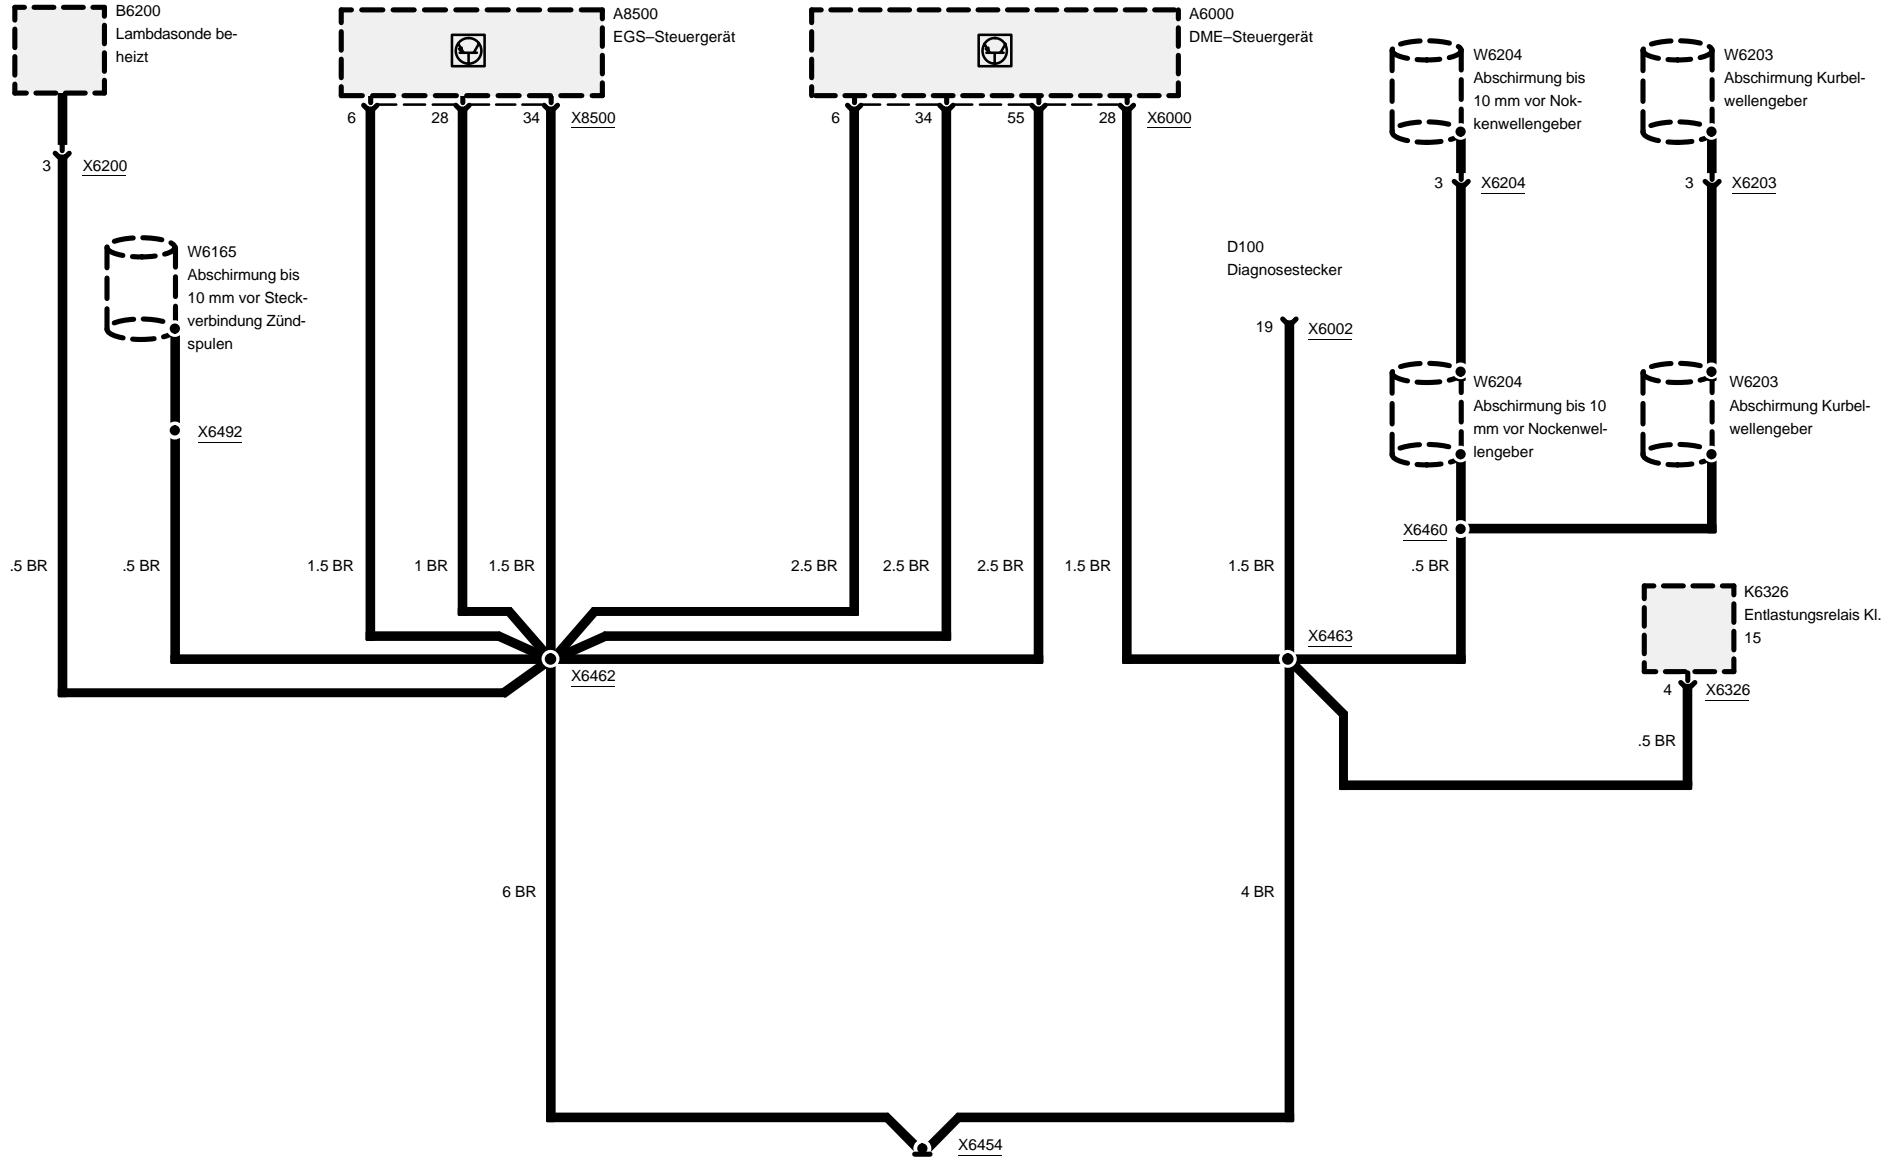 B6200
Lambdasonde be-
heizt
A8500
EGS–Steuergerät
A6000
DME–Steuergerät
W6204
Abschirmung bis
10 mm vor Nok-
kenwellengeber
W6203
Abschirmung Kurbel-
wellengeber
6
28
34
X8500
6
34
55
28
X6000
3
X6200
3
X6204
3
X6203
W6165
Abschirmung bis
10 mm vor Steck-
verbindung Zünd-
spulen
D100
Diagnosestecker
19
X6002
W6204
Abschirmung bis 10
mm vor Nockenwel-
lengeber
W6203
Abschirmung Kurbel-
wellengeber
X6492
X6460
.5 BR
.5 BR
1.5 BR
1 BR
1.5 BR
2.5 BR
2.5 BR
2.5 BR
1.5 BR
1.5 BR
.5 BR
K6326
Entlastungsrelais Kl.
15
X6462
X6463
4
X6326
.5 BR
6 BR
4 BR
X6454